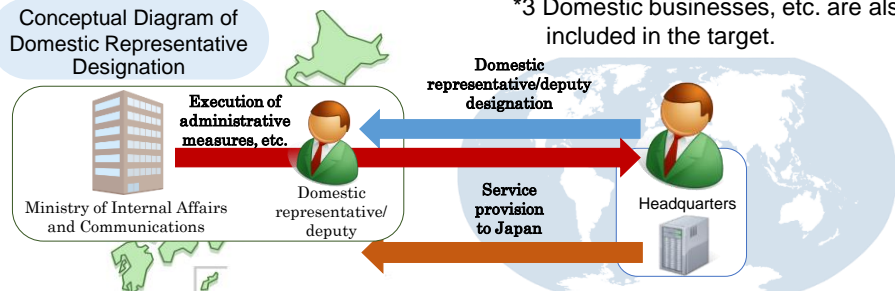 Conceptual Diagram of
Domestic Representative
Designation
*3 Domestic businesses, etc. are als
included in the target.
Domestic
representative/deputy
designation
Execution of
administrative
measures, etc.
Ministry of Internal Affairs
and Communications
Domestic
representative/
deputy
Service
provision
to Japan
Headquarters